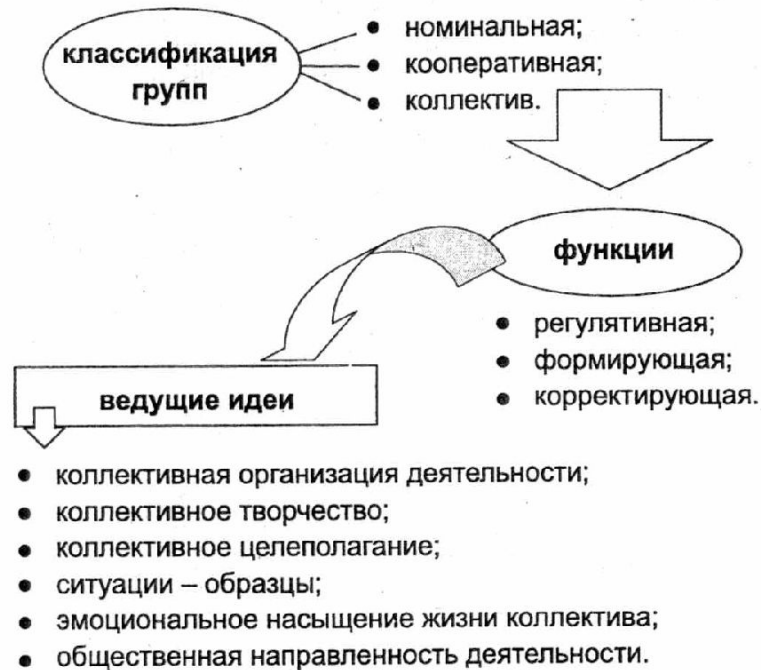 классификация
групп
• номинальная;
• кооперативная;
• коллектив.
функции
• регулятивная;
• формирующая;
• корректирующая.
ведущие идеи
• коллективная организация деятельности;
• коллективное творчество;
• коллективное целеполагание;
• ситуации – образцы;
• эмоциональное насыщение жизни коллектива;
• общественная направленность деятельности.